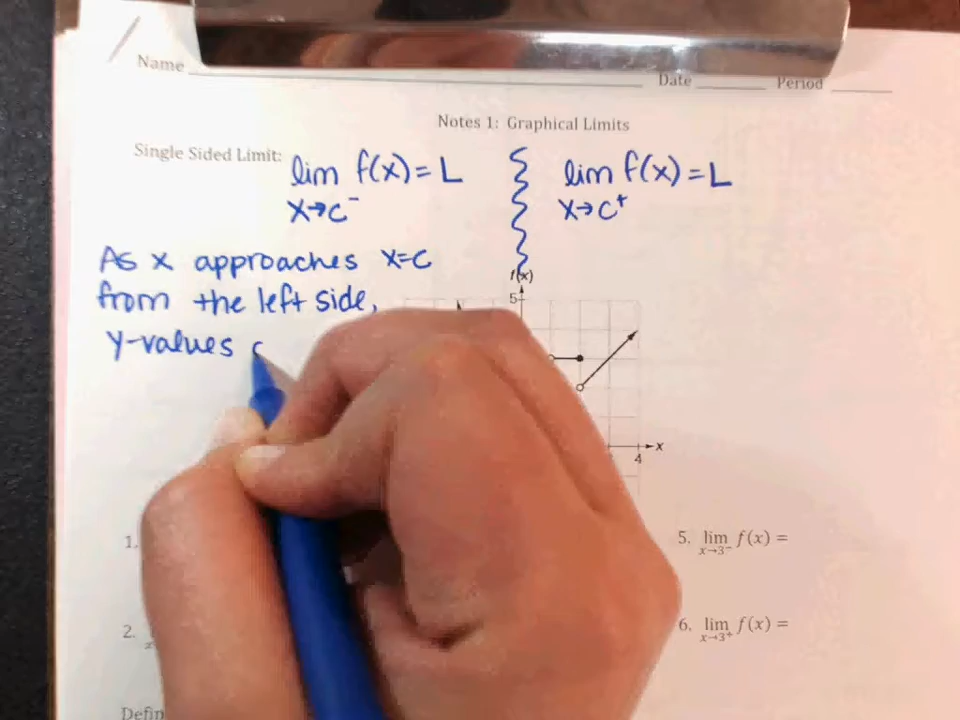 Name Date Period
Notes 1: Graphical Limits
Single Sided Limit: lim f(x) = L lim f(x) = L
x→c⁻ x→c⁺
As x approaches x=c
from the left side,
y-values
f(x)
5
x
4
1.
5. lim f(x) =
x→3⁻
2.
6. lim f(x) =
x→3⁺